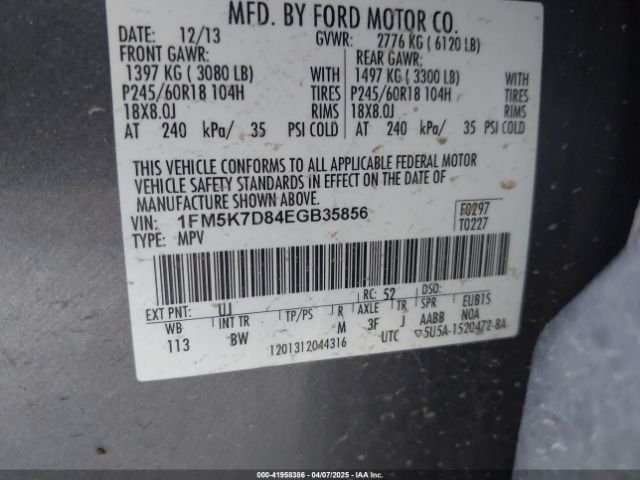 MFD. BY FORD MOTOR CO.
DATE: 12/13 GVWR: 2776 KG ( 6120 LB)
FRONT GAWR: REAR GAWR:
1397 KG ( 3080 LB) WITH 1497 KG ( 3300 LB) WITH
P245/60R18 104H TIRES P245/60R18 104H TIRES
18X8.0J RIMS 18X8.0J RIMS
AT 240 kPa/ 35 PSI COLD AT 240 kPa/ 35 PSI COLD
THIS VEHICLE CONFORMS TO ALL APPLICABLE FEDERAL MOTOR
VEHICLE SAFETY STANDARDS IN EFFECT ON THE DATE OF
MANUFACTURE SHOWN ABOVE.
VIN: 1FM5K7D84EGB35856 F0297
TYPE: MPV T0227
EXT PNT: UJ RC: 52 DSO:
WB INT TR TP/PS R AXLE TR SPR EUB1S
113 BW M 3F J AABB NOA
1201312044316 UTC ▽5U5A-1520472-BA
000-41958386 - 04/07/2025 - IAAI.com